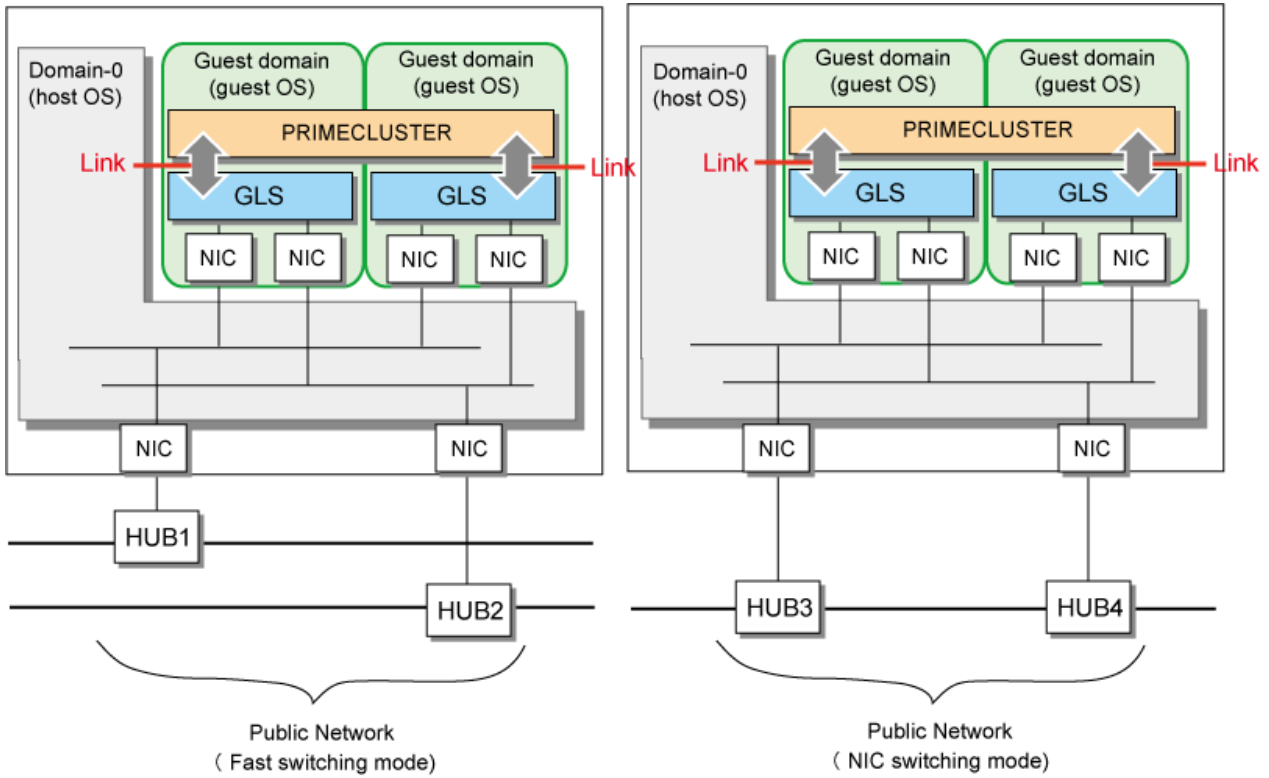 Domain-0
(host OS)
Guest domain
(guest OS)
Guest domain
(guest OS)
PRIMECLUSTER
Link
Link
GLS
GLS
NIC
NIC
NIC
NIC
NIC
NIC
HUB1
HUB2
Public Network
( Fast switching mode)
Domain-0
(host OS)
Guest domain
(guest OS)
Guest domain
(guest OS)
PRIMECLUSTER
Link
Link
GLS
GLS
NIC
NIC
NIC
NIC
NIC
NIC
HUB3
HUB4
Public Network
( NIC switching mode)